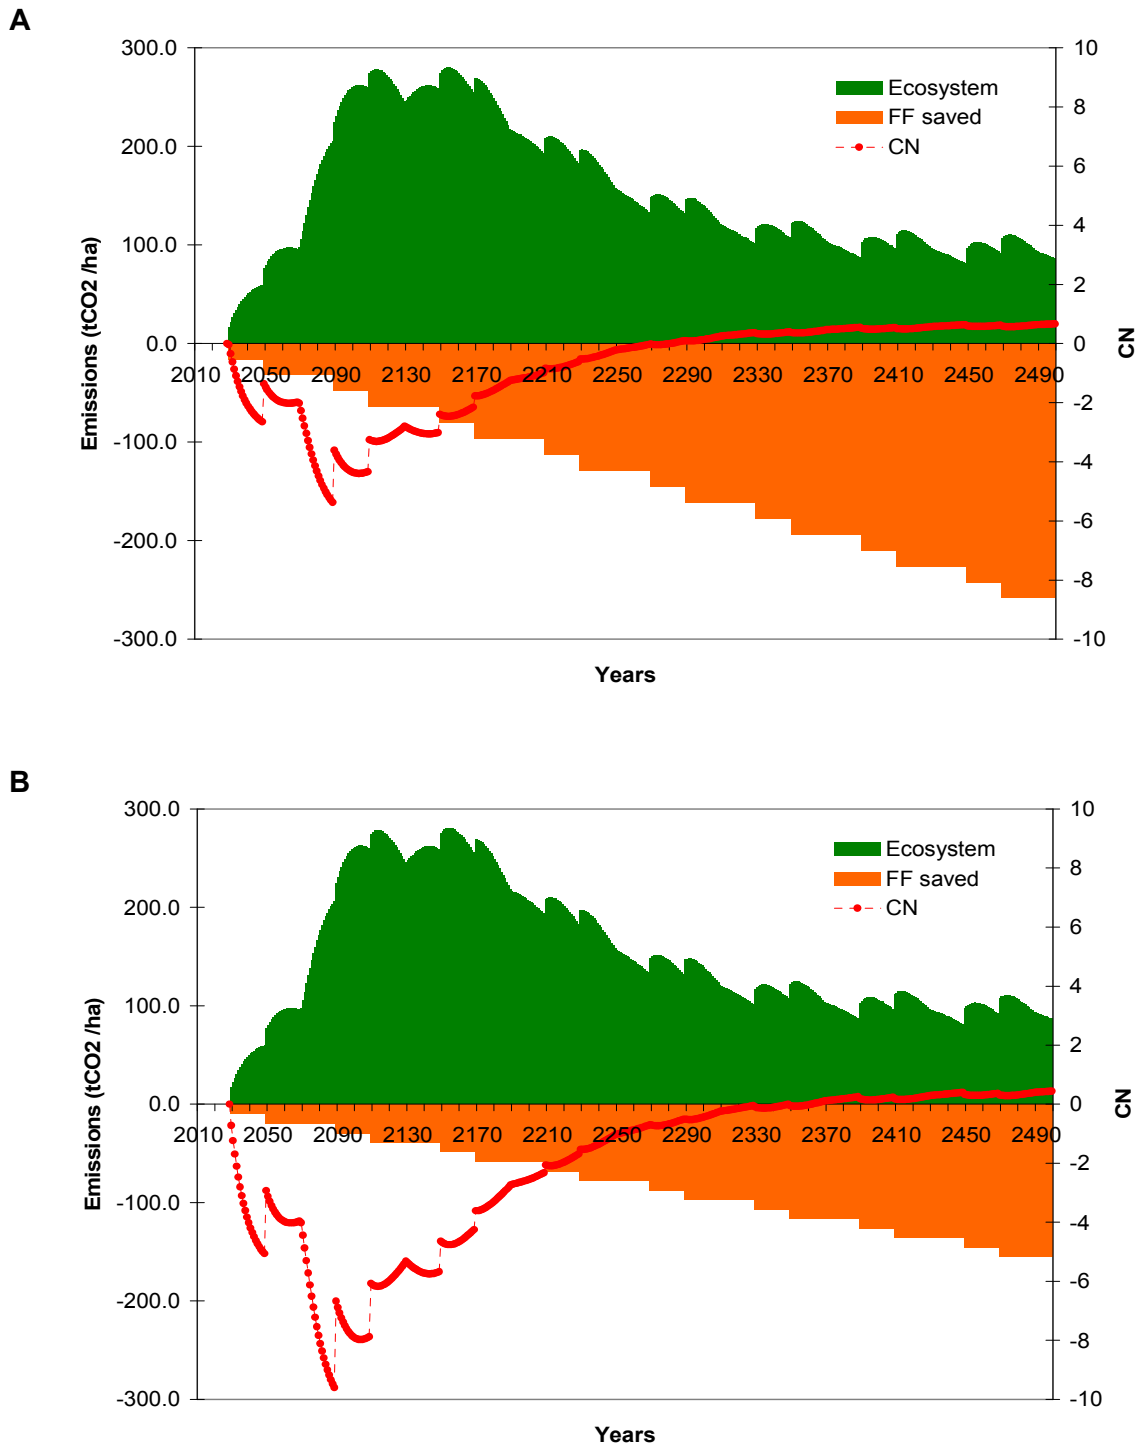 A
300.0
200.0
100.0
0.0
-100.0
-200.0
-300.0
Emissions (tCO2 /ha)
10
8
6
4
2
0
-2
-4
-6
-8
-10
CN
Ecosystem
FF saved
CN
2010 2050 2090 2130 2170 2210 2250 2290 2330 2370 2410 2450 2490
Years
B
300.0
200.0
100.0
0.0
-100.0
-200.0
-300.0
Emissions (tCO2 /ha)
10
8
6
4
2
0
-2
-4
-6
-8
-10
CN
Ecosystem
FF saved
CN
2010 2050 2090 2130 2170 2210 2250 2290 2330 2370 2410 2450 2490
Years